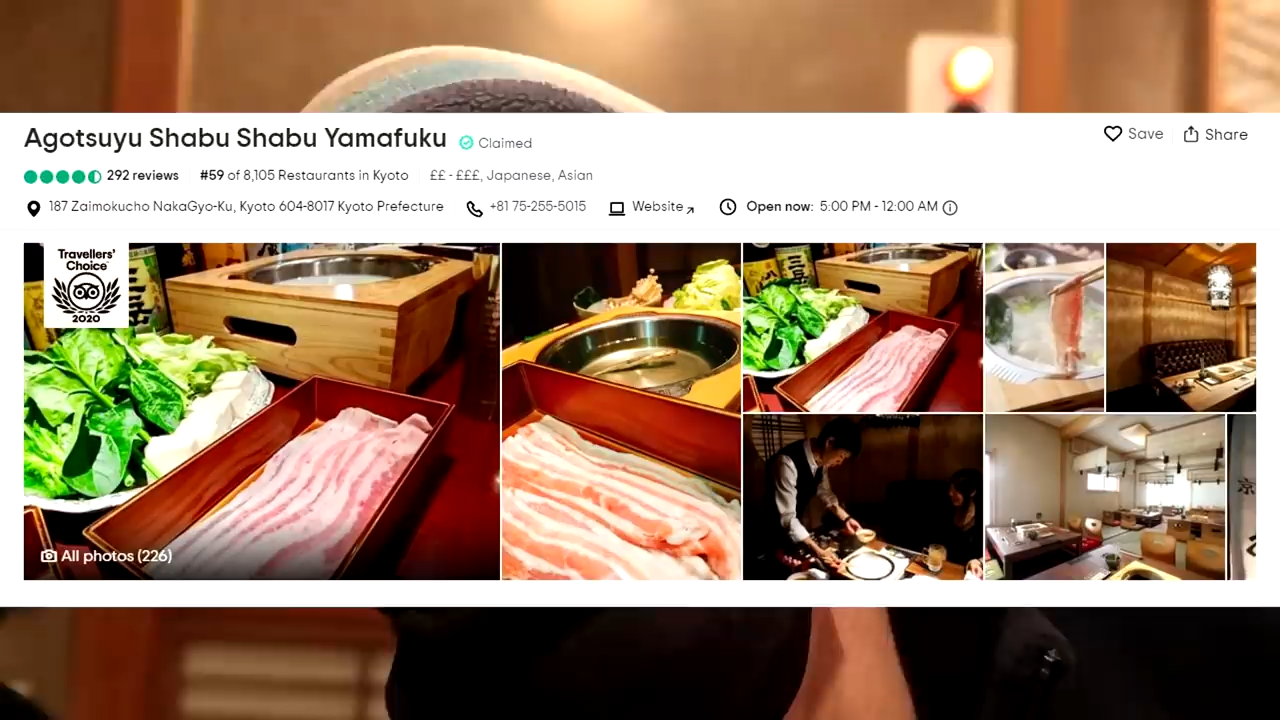 Agotsuyu Shabu Shabu Yamafuku
Claimed
Save
Share
292 reviews
#59 of 8,105 Restaurants in Kyoto
££ - £££, Japanese, Asian
187 Zaimokucho NakaGyo-Ku, Kyoto 604-8017 Kyoto Prefecture
+81 75-255-5015
Website
Open now: 5:00 PM - 12:00 AM
Travellers'
Choice
2020
All photos (226)
京